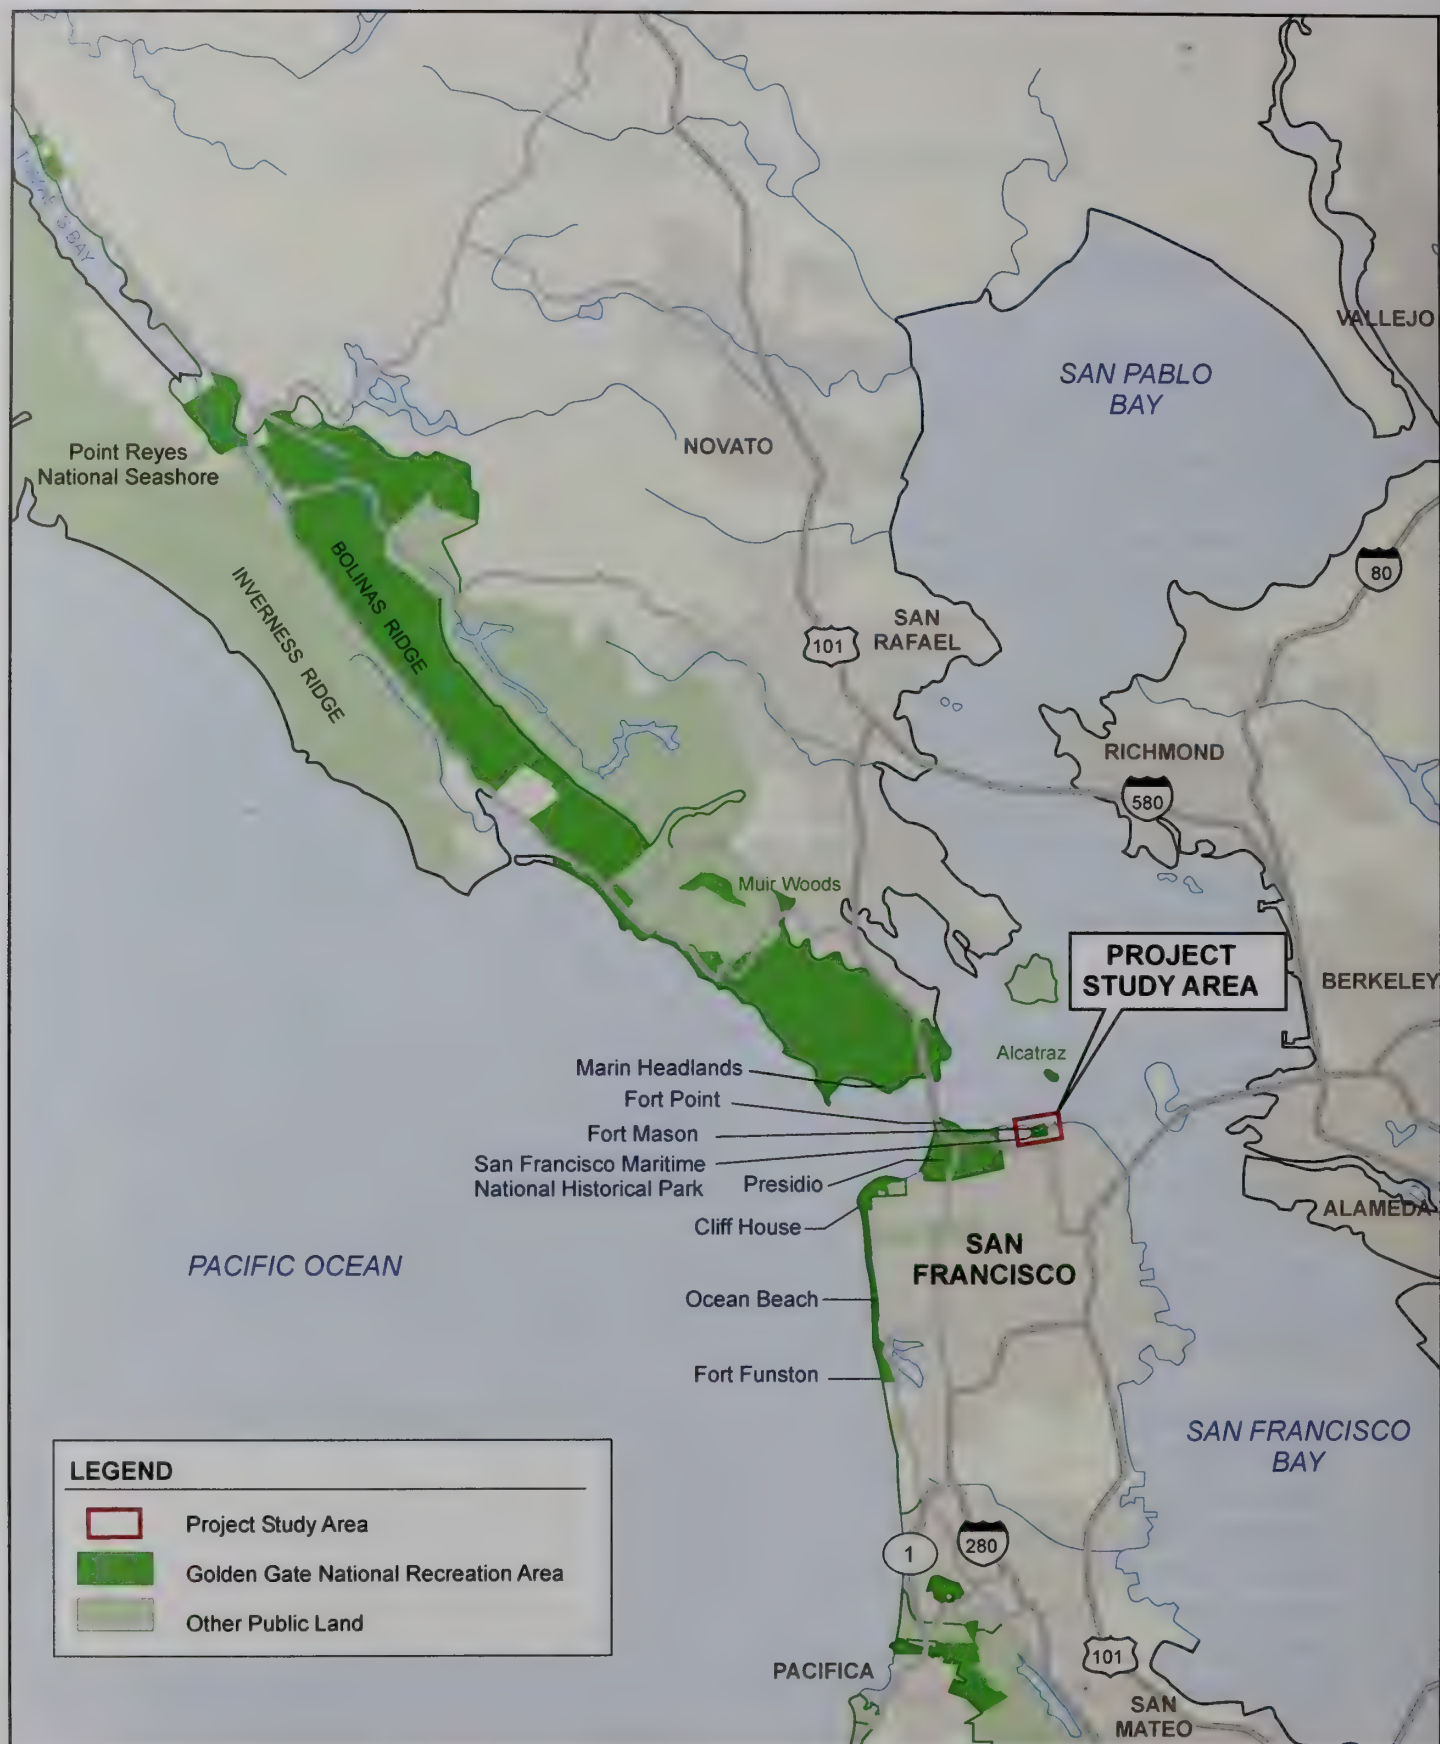 S BAY
VALLEJO
SAN PABLO
BAY
NOVATO
Point Reyes
National Seashore
BOLINAS RIDGE
INVERNESS RIDGE
80
SAN
RAFAEL
101
RICHMOND
580
Muir Woods
PROJECT
STUDY AREA
BERKELEY
Alcatraz
Marin Headlands
Fort Point
Fort Mason
San Francisco Maritime
National Historical Park
Presidio
ALAMEDA
Cliff House
SAN
FRANCISCO
PACIFIC OCEAN
Ocean Beach
Fort Funston
SAN FRANCISCO
BAY
LEGEND
Project Study Area
Golden Gate National Recreation Area
Other Public Land
1
280
101
PACIFICA
SAN
MATEO